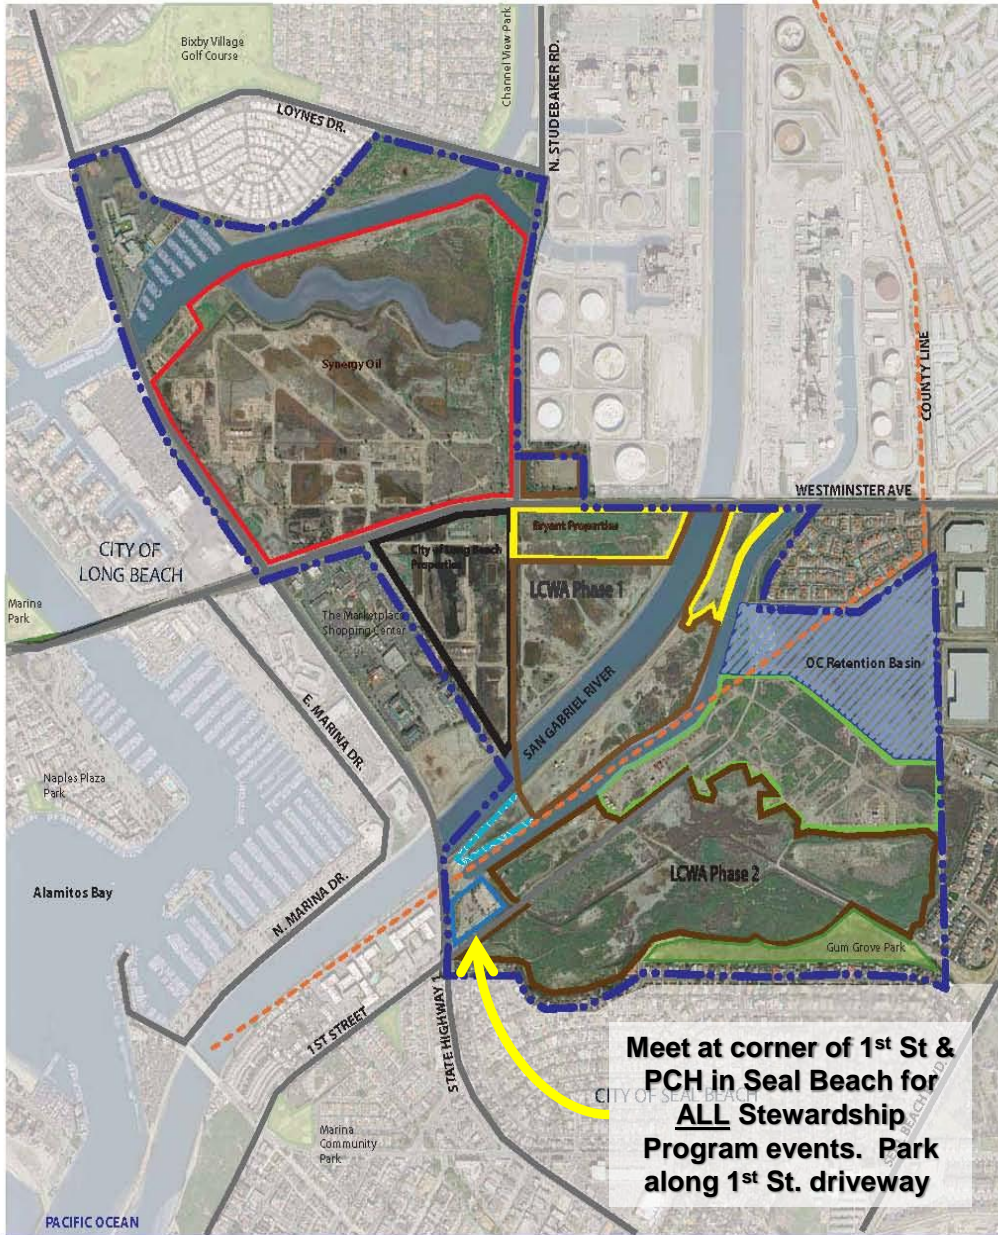 Bixby Village
Golf Course
Channel View Park
LOYNES DR.
N. STUDEBAKER RD.
Synergy Oil
COUNTY LINE
WESTMINSTER AVE
CITY OF
LONG BEACH
City of Long Beach
Properties
Bryant Properties
LCWA Phase 1
Marine
Park
The Marketplace
Shopping Center
OC Retention Basin
E. MARINA DR.
SAN GABRIEL RIVER
Naples Plaza
Park
LCWA Phase 2
Alamitos Bay
N. MARINA DR.
Gum Grove Park
1ST STREET
STATE HIGHWAY 1
Meet at corner of 1st St &
PCH in Seal Beach for
CITY OF SEAL BEACH
ALL Stewardship
Program events. Park
along 1st St. driveway
Marina
Community
Park
PACIFIC OCEAN